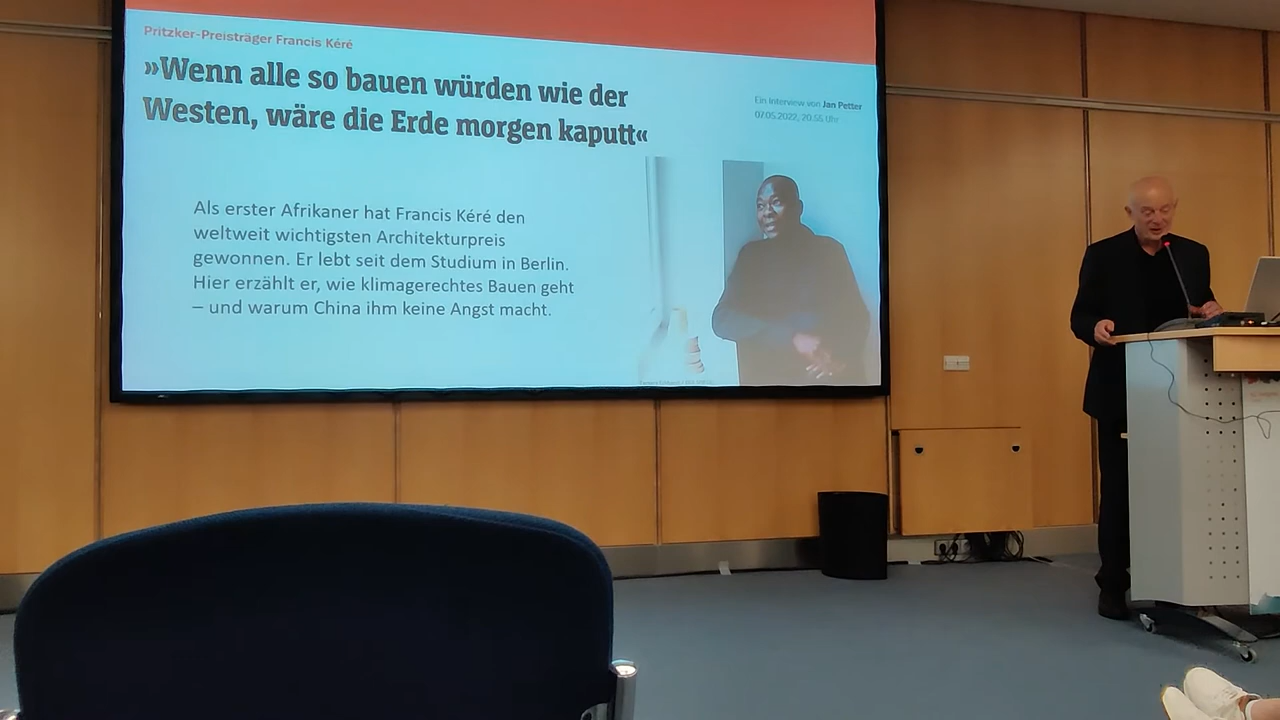 Pritzker-Preisträger Francis Kéré
»Wenn alle so bauen würden wie der
Westen, wäre die Erde morgen kaputt«
Ein Interview von Jan Petter
07.05.2022, 20.55 Uhr
Als erster Afrikaner hat Francis Kéré den
weltweit wichtigsten Architekturpreis
gewonnen. Er lebt seit dem Studium in Berlin.
Hier erzählt er, wie klimagerechtes Bauen geht
– und warum China ihm keine Angst macht.